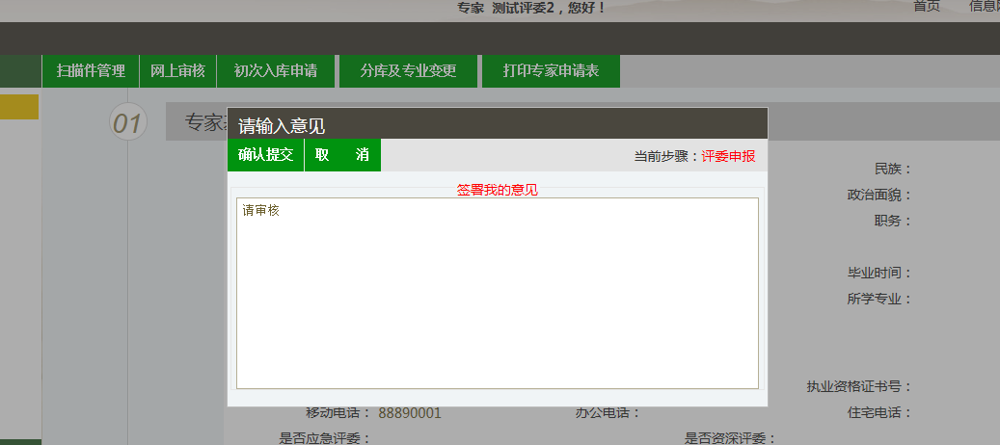 专家 测试评委2，您好！
首页 信息
扫描件管理 网上审核 初次入库申请 分库及专业变更 打印专家申请表
01 专家
请输入意见
确认提交 取 消 当前步骤：评委申报
签署我的意见
请审核
民族：
政治面貌：
职务：
毕业时间：
所学专业：
执业资格证书号：
移动电话： 88890001 办公电话： 住宅电话：
是否应急评委： 是否资深评委：